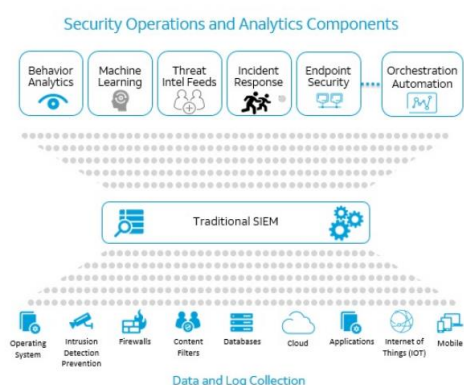 Security Operations and Analytics Components
Behavior
Analytics
Machine
Learning
Threat
Intel Feeds
Incident
Response
Endpoint
Security
Orchestration
Automation
Traditional SIEM
Operating
System
Intrusion
Detection
Prevention
Firewalls
Content
Filters
Databases
Cloud
Applications
Internet of
Things (IOT)
Mobile
Data and Log Collection